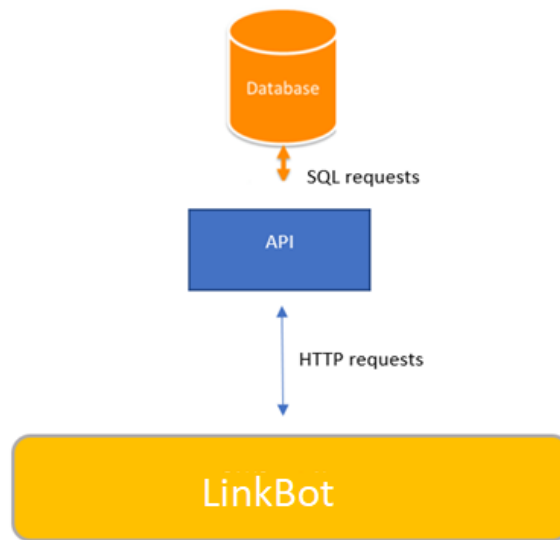 Database
SQL requests
API
HTTP requests
LinkBot